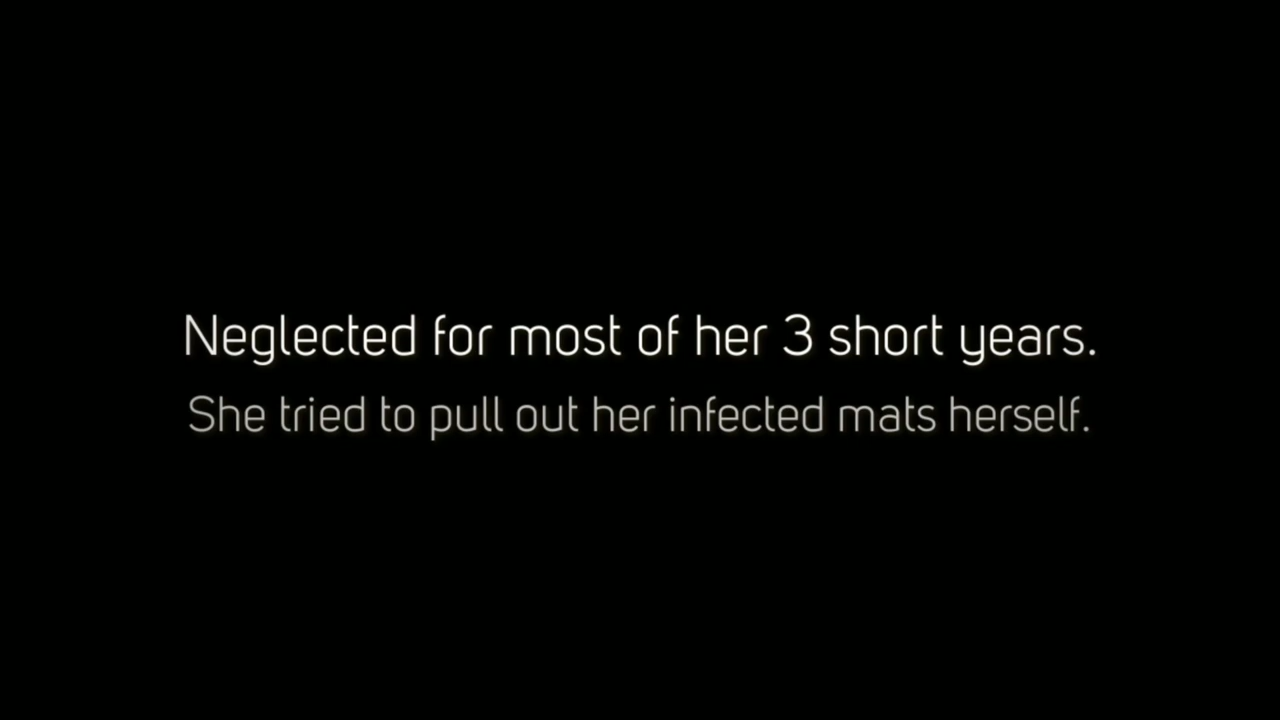 Neglected for most of her 3 short years.
She tried to pull out her infected mats herself.